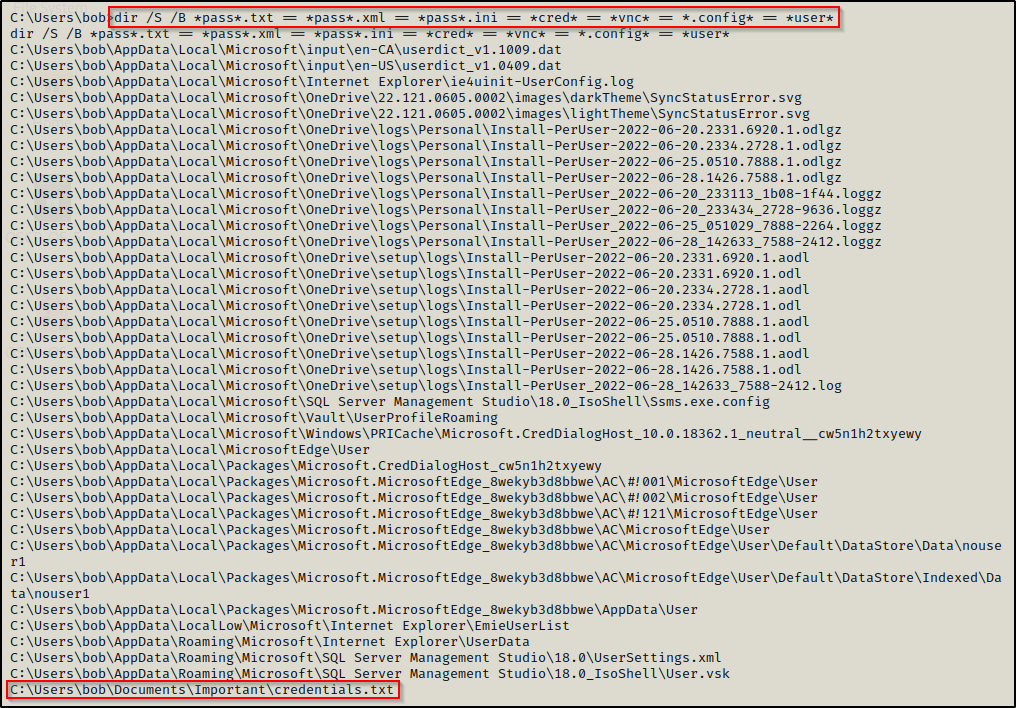 C:\Users\bob>dir /S /B *pass*.txt == *pass*.xml == *pass*.ini == *cred* == *vnc* == *.config* == *user*
dir /S /B *pass*.txt == *pass*.xml == *pass*.ini == *cred* == *vnc* == *.config* == *user*
C:\Users\bob\AppData\Local\Microsoft\input\en-CA\userdict_v1.1009.dat
C:\Users\bob\AppData\Local\Microsoft\input\en-US\userdict_v1.0409.dat
C:\Users\bob\AppData\Local\Microsoft\Internet Explorer\ie4uinit-UserConfig.log
C:\Users\bob\AppData\Local\Microsoft\OneDrive\22.121.0605.0002\images\darkTheme\SyncStatusError.svg
C:\Users\bob\AppData\Local\Microsoft\OneDrive\22.121.0605.0002\images\lightTheme\SyncStatusError.svg
C:\Users\bob\AppData\Local\Microsoft\OneDrive\logs\Personal\Install-PerUser-2022-06-20.2331.6920.1.odlgz
C:\Users\bob\AppData\Local\Microsoft\OneDrive\logs\Personal\Install-PerUser-2022-06-20.2334.2728.1.odlgz
C:\Users\bob\AppData\Local\Microsoft\OneDrive\logs\Personal\Install-PerUser-2022-06-25.0510.7888.1.odlgz
C:\Users\bob\AppData\Local\Microsoft\OneDrive\logs\Personal\Install-PerUser-2022-06-28.1426.7588.1.odlgz
C:\Users\bob\AppData\Local\Microsoft\OneDrive\logs\Personal\Install-PerUser_2022-06-20_233113_1b08-1f44.loggz
C:\Users\bob\AppData\Local\Microsoft\OneDrive\logs\Personal\Install-PerUser_2022-06-20_233434_2728-9636.loggz
C:\Users\bob\AppData\Local\Microsoft\OneDrive\logs\Personal\Install-PerUser_2022-06-25_051029_7888-2264.loggz
C:\Users\bob\AppData\Local\Microsoft\OneDrive\logs\Personal\Install-PerUser_2022-06-28_142633_7588-2412.loggz
C:\Users\bob\AppData\Local\Microsoft\OneDrive\setup\logs\Install-PerUser-2022-06-20.2331.6920.1.aodl
C:\Users\bob\AppData\Local\Microsoft\OneDrive\setup\logs\Install-PerUser-2022-06-20.2331.6920.1.odl
C:\Users\bob\AppData\Local\Microsoft\OneDrive\setup\logs\Install-PerUser-2022-06-20.2334.2728.1.aodl
C:\Users\bob\AppData\Local\Microsoft\OneDrive\setup\logs\Install-PerUser-2022-06-20.2334.2728.1.odl
C:\Users\bob\AppData\Local\Microsoft\OneDrive\setup\logs\Install-PerUser-2022-06-25.0510.7888.1.aodl
C:\Users\bob\AppData\Local\Microsoft\OneDrive\setup\logs\Install-PerUser-2022-06-25.0510.7888.1.odl
C:\Users\bob\AppData\Local\Microsoft\OneDrive\setup\logs\Install-PerUser-2022-06-28.1426.7588.1.aodl
C:\Users\bob\AppData\Local\Microsoft\OneDrive\setup\logs\Install-PerUser-2022-06-28.1426.7588.1.odl
C:\Users\bob\AppData\Local\Microsoft\OneDrive\setup\logs\Install-PerUser_2022-06-28_142633_7588-2412.log
C:\Users\bob\AppData\Local\Microsoft\SQL Server Management Studio\18.0_IsoShell\Ssms.exe.config
C:\Users\bob\AppData\Local\Microsoft\Vault\UserProfileRoaming
C:\Users\bob\AppData\Local\Microsoft\Windows\PRICache\Microsoft.CredDialogHost_10.0.18362.1_neutral__cw5n1h2txyewy
C:\Users\bob\AppData\Local\MicrosoftEdge\User
C:\Users\bob\AppData\Local\Packages\Microsoft.CredDialogHost_cw5n1h2txyewy
C:\Users\bob\AppData\Local\Packages\Microsoft.MicrosoftEdge_8wekyb3d8bbwe\AC\#!001\MicrosoftEdge\User
C:\Users\bob\AppData\Local\Packages\Microsoft.MicrosoftEdge_8wekyb3d8bbwe\AC\#!002\MicrosoftEdge\User
C:\Users\bob\AppData\Local\Packages\Microsoft.MicrosoftEdge_8wekyb3d8bbwe\AC\#!121\MicrosoftEdge\User
C:\Users\bob\AppData\Local\Packages\Microsoft.MicrosoftEdge_8wekyb3d8bbwe\AC\MicrosoftEdge\User
C:\Users\bob\AppData\Local\Packages\Microsoft.MicrosoftEdge_8wekyb3d8bbwe\AC\MicrosoftEdge\User\Default\DataStore\Data\nouse
r1
C:\Users\bob\AppData\Local\Packages\Microsoft.MicrosoftEdge_8wekyb3d8bbwe\AC\MicrosoftEdge\User\Default\DataStore\Indexed\Da
ta\nouser1
C:\Users\bob\AppData\Local\Packages\Microsoft.MicrosoftEdge_8wekyb3d8bbwe\AppData\User
C:\Users\bob\AppData\LocalLow\Microsoft\Internet Explorer\EmieUserList
C:\Users\bob\AppData\Roaming\Microsoft\Internet Explorer\UserData
C:\Users\bob\AppData\Roaming\Microsoft\SQL Server Management Studio\18.0\UserSettings.xml
C:\Users\bob\AppData\Roaming\Microsoft\SQL Server Management Studio\18.0_IsoShell\User.vsk
C:\Users\bob\Documents\Important\credentials.txt